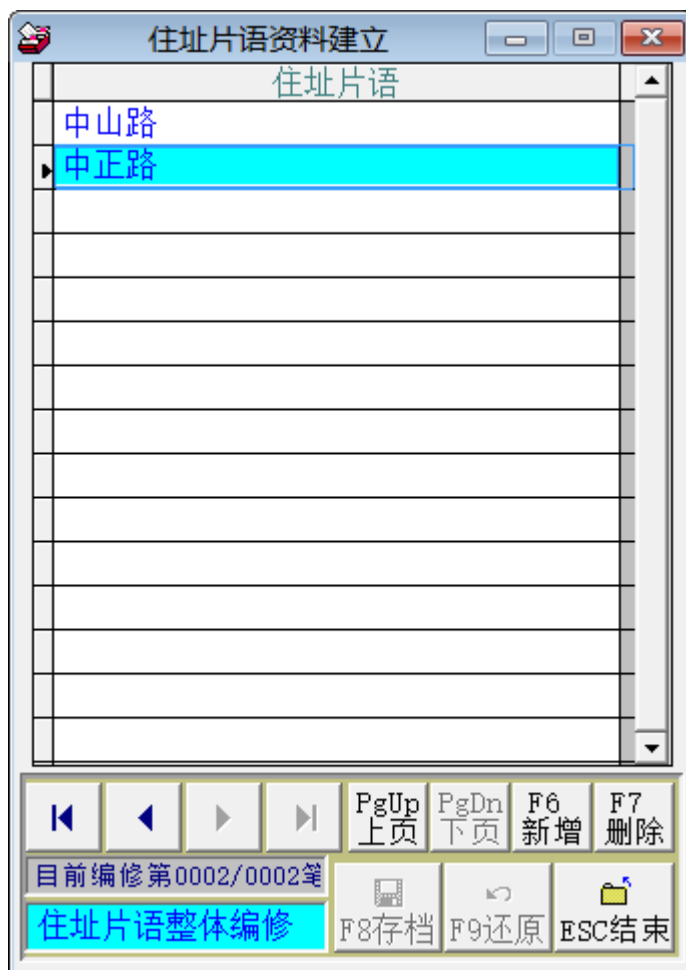 住址片语资料建立
住址片语
中山路
中正路
PgUp
上页
PgDn
下页
F6
新增
F7
删除
目前编修第0002/0002笔
住址片语整体编修
F8存档
F9还原
ESC结束